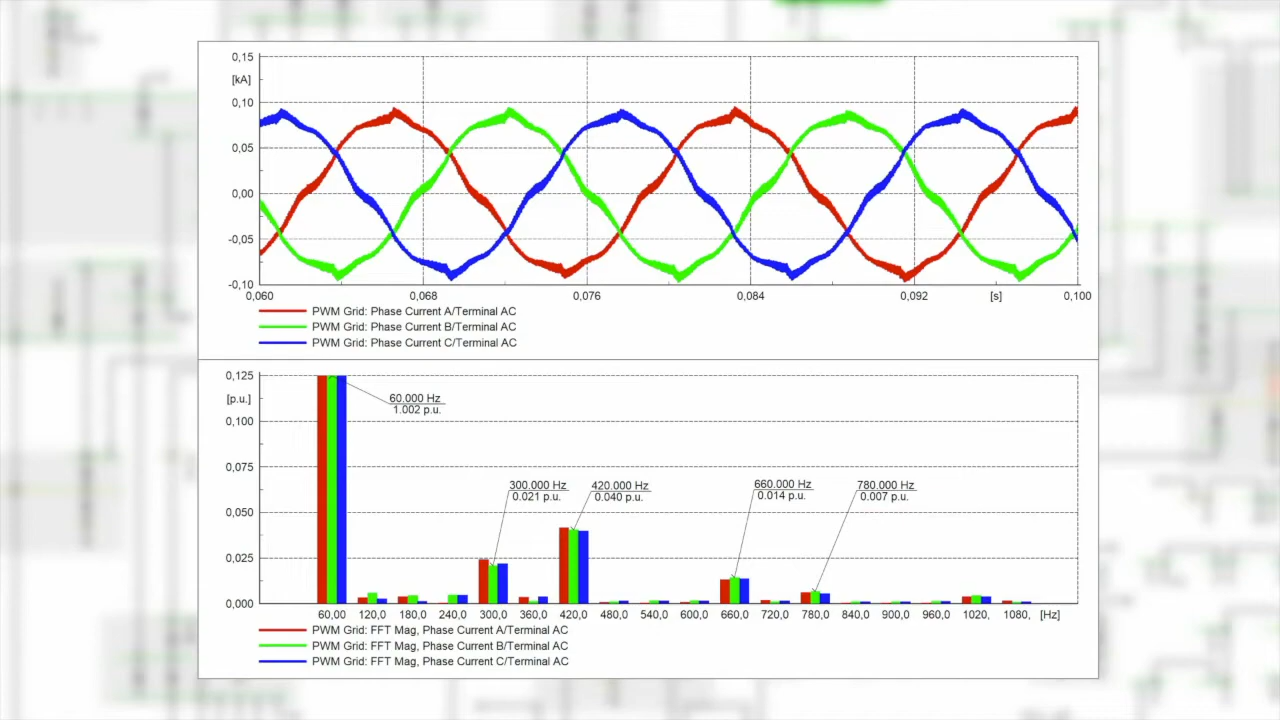 0,15
[kA]
0,10
0,05
0,00
-0,05
-0,10
0,060 0,068 0,076 0,084 0,092 [s] 0,100
PWM Grid: Phase Current A/Terminal AC
PWM Grid: Phase Current B/Terminal AC
PWM Grid: Phase Current C/Terminal AC
0,125
[p.u.]
60.000 Hz
1.002 p.u.
0,100
0,075
300.000 Hz 420.000 Hz 660.000 Hz 780.000 Hz
0.021 p.u. 0.040 p.u. 0.014 p.u. 0.007 p.u.
0,050
0,025
0,000
60,00 120,0 180,0 240,0 300,0 360,0 420,0 480,0 540,0 600,0 660,0 720,0 780,0 840,0 900,0 960,0 1020, 1080, [Hz]
PWM Grid: FFT Mag, Phase Current A/Terminal AC
PWM Grid: FFT Mag, Phase Current B/Terminal AC
PWM Grid: FFT Mag, Phase Current C/Terminal AC